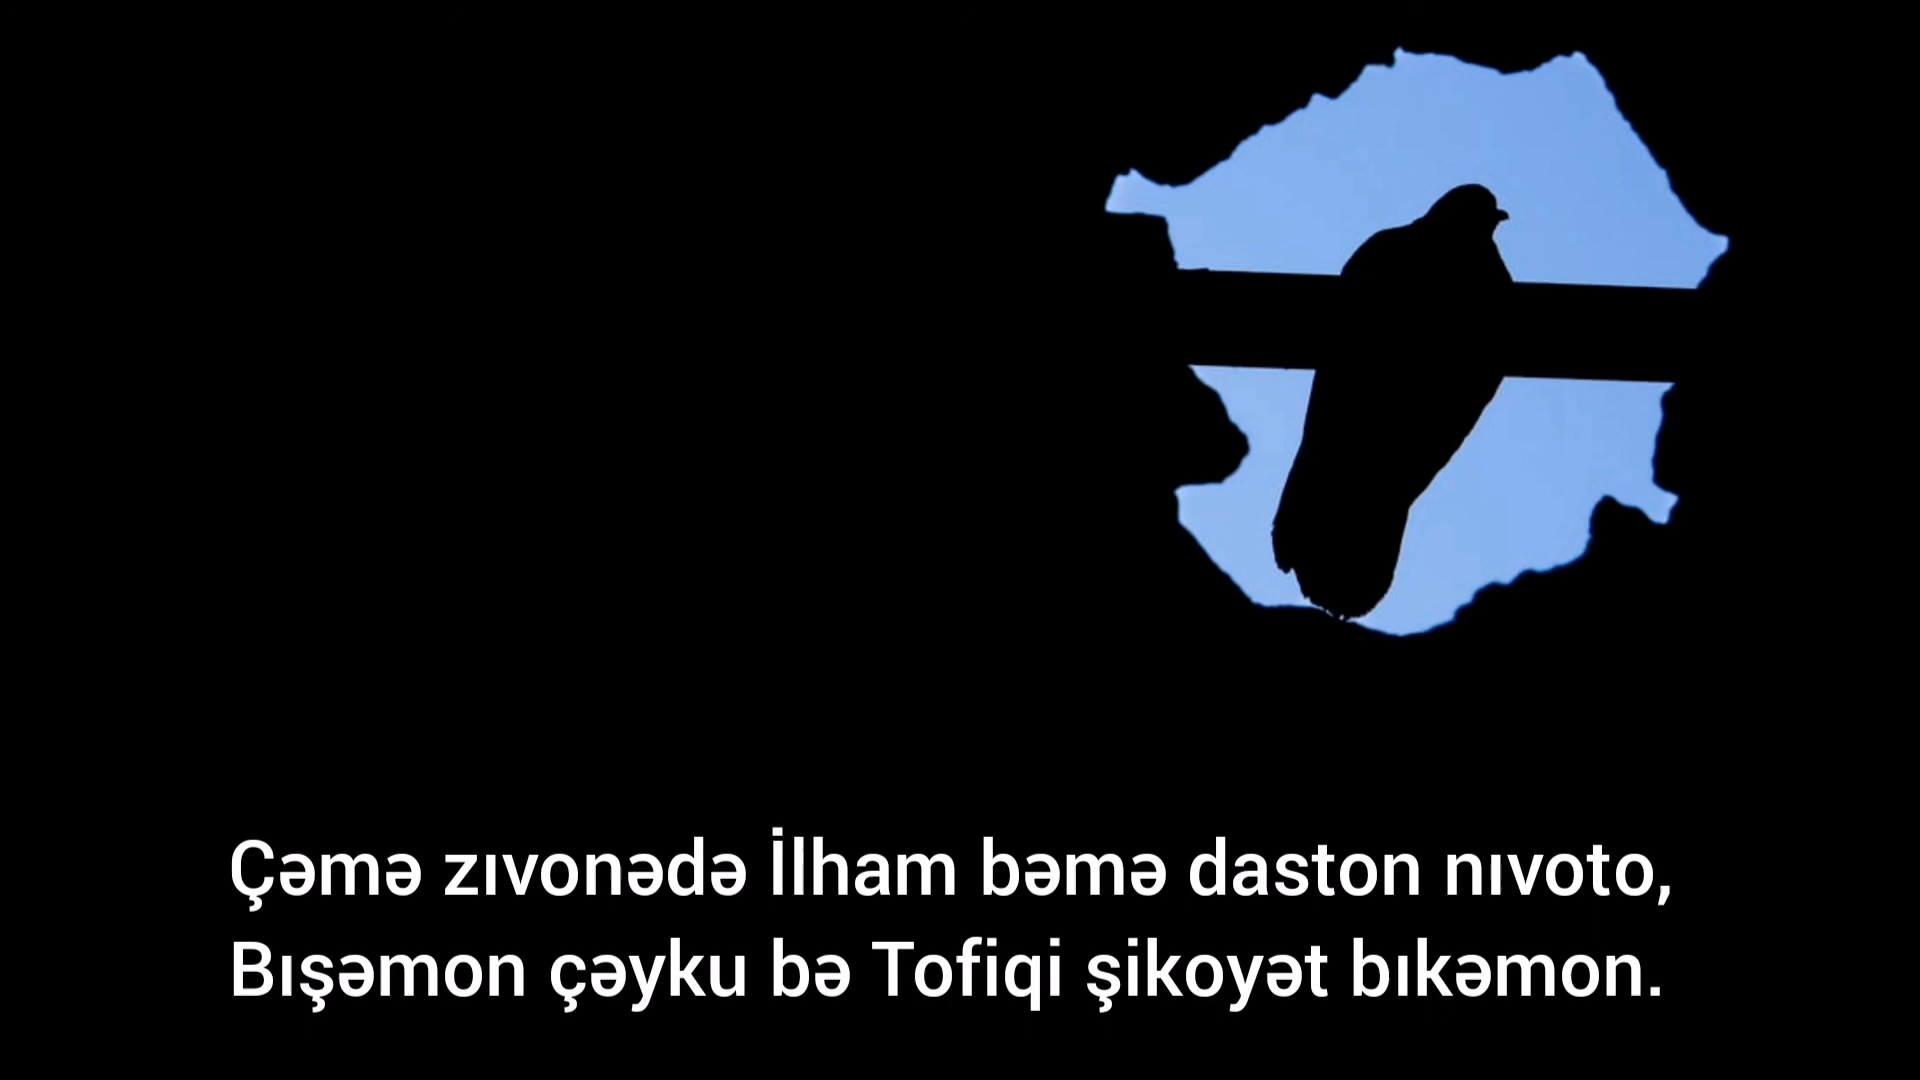 Çəmə zıvonədə İlham bəmə daston nıvoto,
Bışəmon çəyku bə Tofiqi şikoyət bıkəmon.